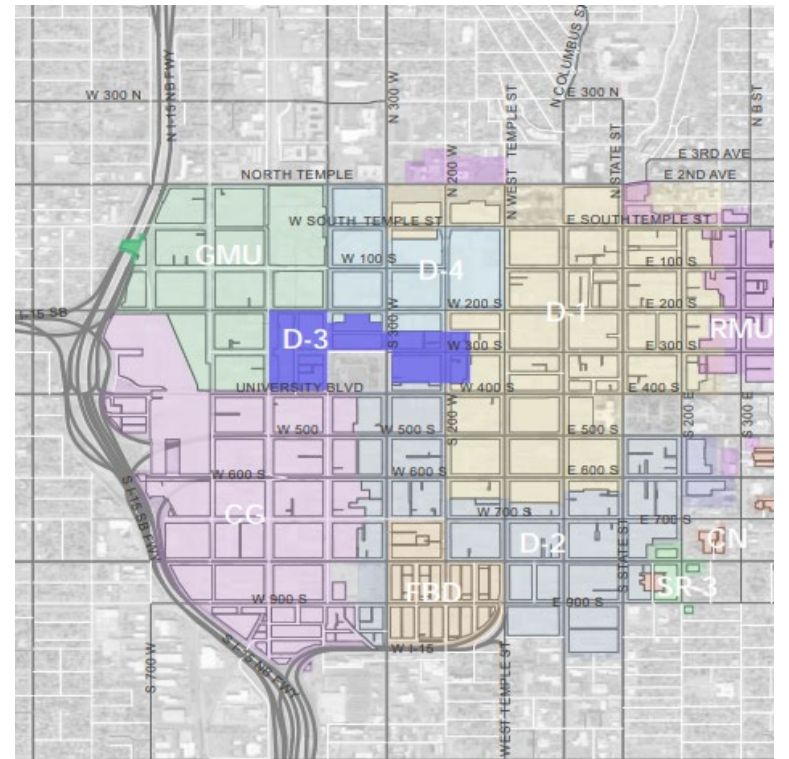 N COLUMBUS S
N I-15 NB FWY
N 300 W
N WEST TEMPLE ST
N B ST
W 300 N
E 300 N
N STATE ST
N 200 W
E 3RD AVE
NORTH TEMPLE
E 2ND AVE
W SOUTH TEMPLE ST
E SOUTH TEMPLE ST
GMU
W 100 S
D-4
E 100 S
W 200 S
E 200 S
I-15 SB
D-1
S 300 W
D-3
W 300 S
E 300 S
RMU
UNIVERSITY BLVD
W 400 S
E 400 S
S 200 W
S 200 E
S 300 E
W 500
W 500 S
E 500 S
W 600 S
W 600 S
E 600 S
S I-15 SB FWY
CG
W 700 S
E 700 S
D-2
CN
S STATE ST
FBD
SR-3
W 900 S
E 900 S
S 700 W
S I-15 NB FWY
W I-15
WEST TEMPLE ST